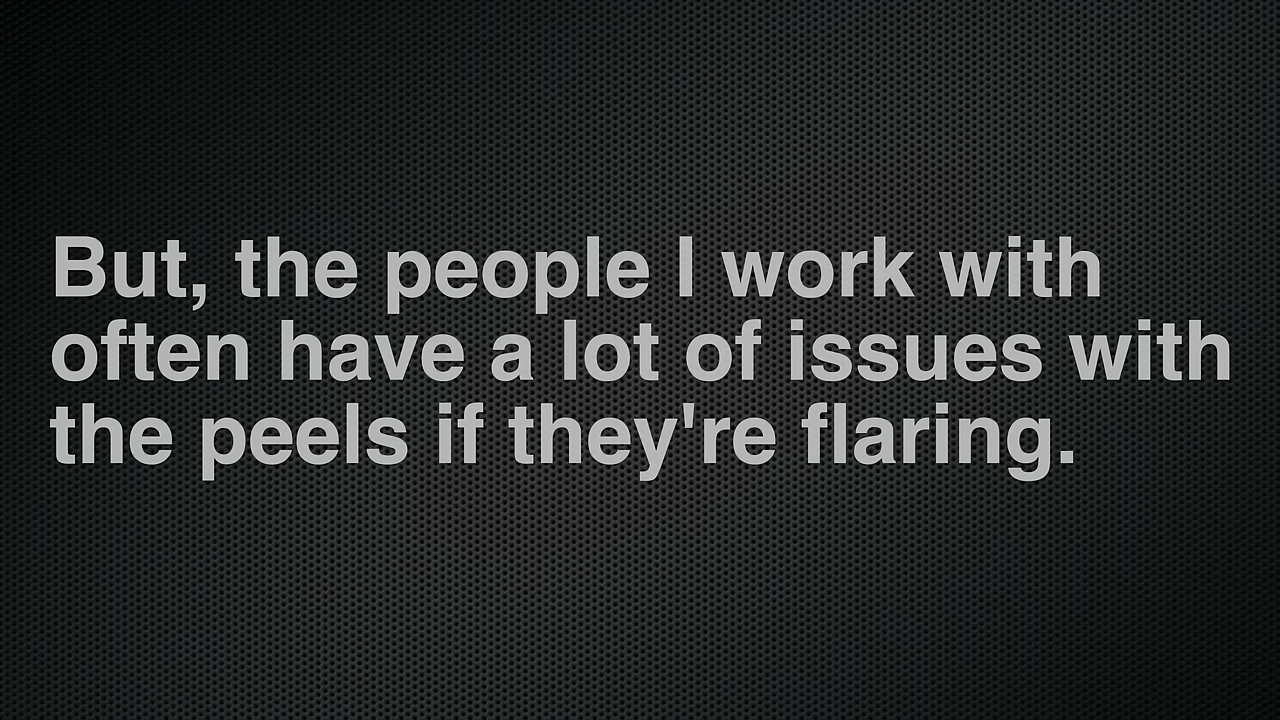 But, the people I work with
often have a lot of issues with
the peels if they're flaring.